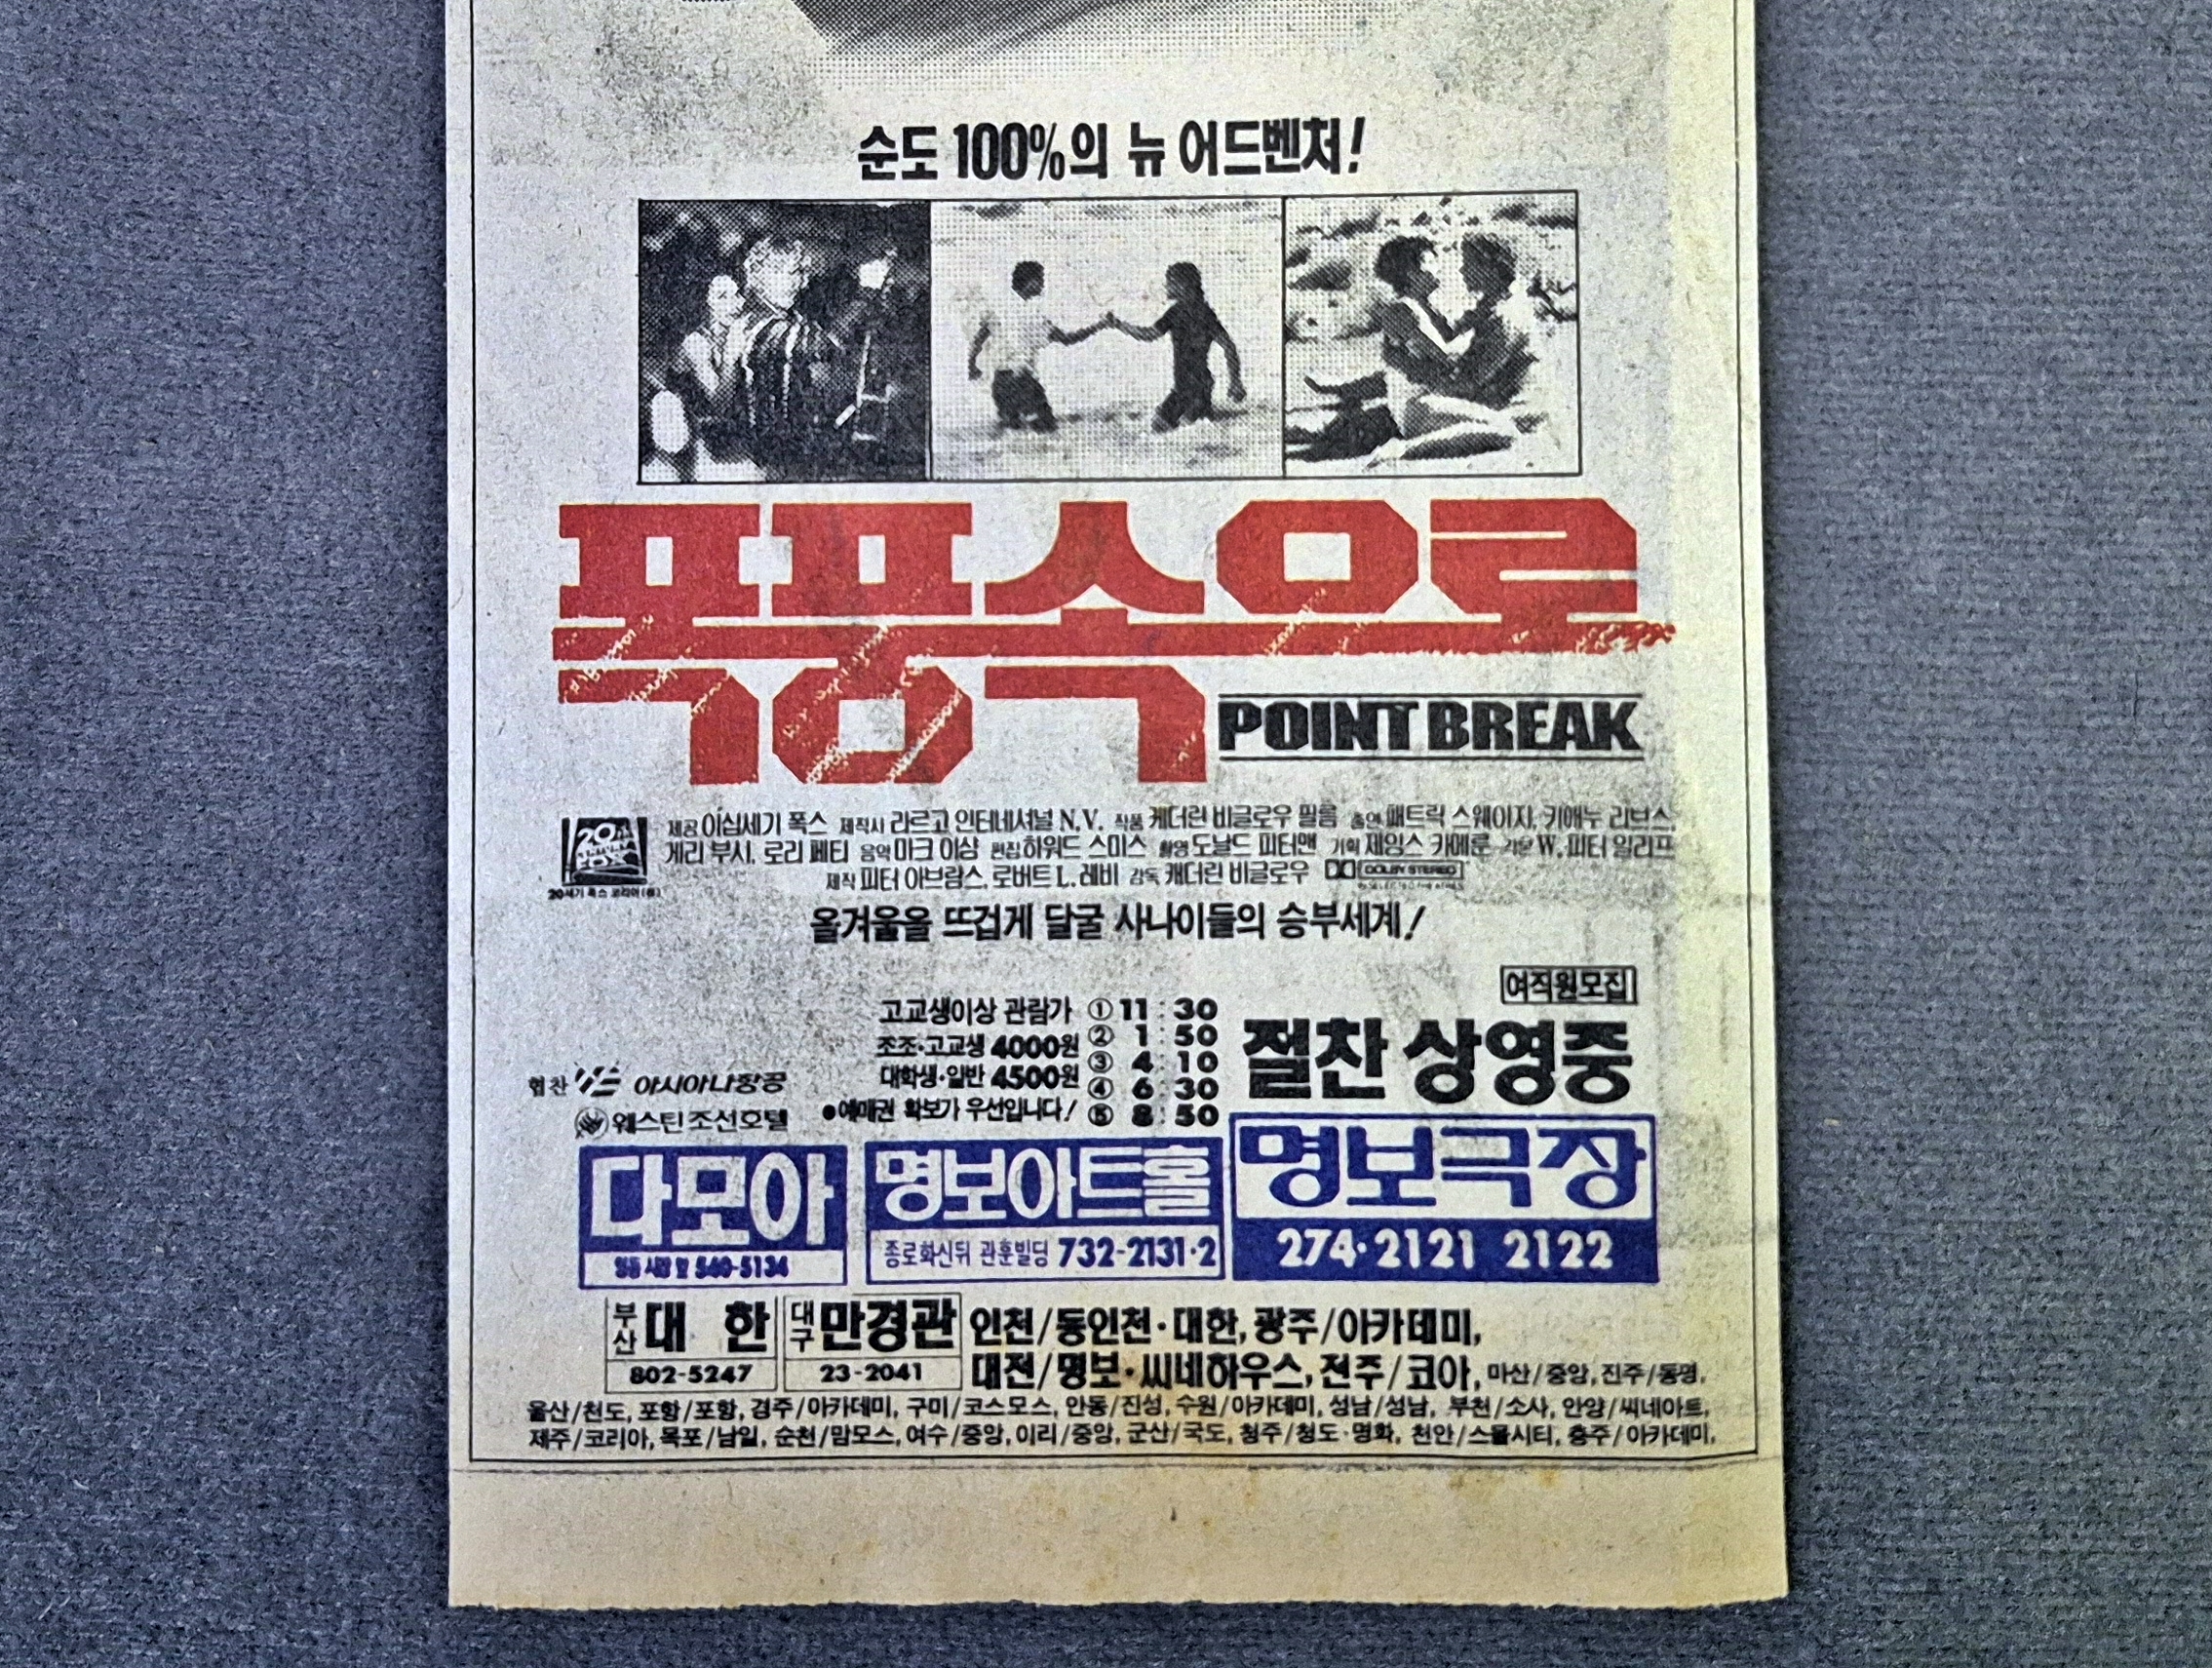 순도 100%의 뉴 어드벤처!
폭풍속으로
POINT BREAK
제공 이십세기 폭스 제작사 라르고 인터네셔널 N.V. 작품 케더린 비글로우 필름 출연 패트릭 스웨이지, 키애누 리브스,
게리 부시, 로리 페티 음악 마크 이샴 편집 하워드 스미스 촬영 도날드 피터맨 기획 제임스 카메룬 각본 W. 피터 일리프
제작 피터 아브람스, 로버트 L. 레비 감독 캐더린 비글로우 DOLBY STEREO
20세기 폭스 코리아(주)
올겨울을 뜨겁게 달굴 사나이들의 승부세계!
여직원모집
고교생이상 관람가
조조·고교생 4000원
대학생·일반 4500원
●예매권 확보가 우선입니다!
① 11:30
② 1:50
③ 4:10
④ 6:30
⑤ 8:50
절찬 상영중
협찬 아시아나항공
웨스틴조선호텔
다모아
540-5134
명보아트홀
종로화신뒤 관훈빌딩 732-2131·2
명보극장
274·2121 2122
부산 대한
802-5247
대구 만경관
23-2041
인천/동인천·대한, 광주/아카데미,
대전/명보·씨네하우스, 전주/코아, 마산/중앙, 진주/동명,
울산/천도, 포항/포항, 경주/아카데미, 구미/코스모스, 안동/진성, 수원/아카데미, 성남/성남, 부천/소사, 안양/씨네아트,
제주/코리아, 목포/남일, 순천/맘모스, 여수/중앙, 이리/중앙, 군산/국도, 청주/청도·명화, 천안/스몰시티, 충주/아카데미,